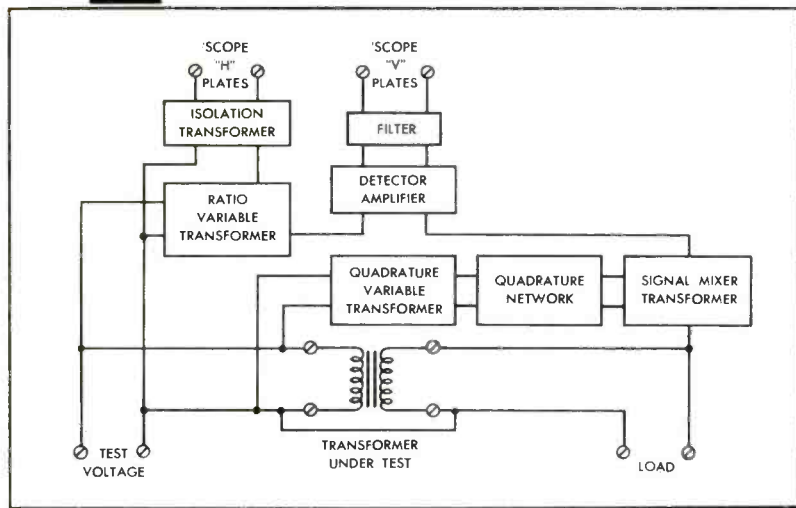 'SCOPE
"H"
PLATES
'SCOPE
"V"
PLATES
ISOLATION
TRANSFORMER
FILTER
RATIO
VARIABLE
TRANSFORMER
DETECTOR
AMPLIFIER
QUADRATURE
VARIABLE
TRANSFORMER
QUADRATURE
NETWORK
SIGNAL MIXER
TRANSFORMER
TEST
VOLTAGE
TRANSFORMER
UNDER TEST
LOAD